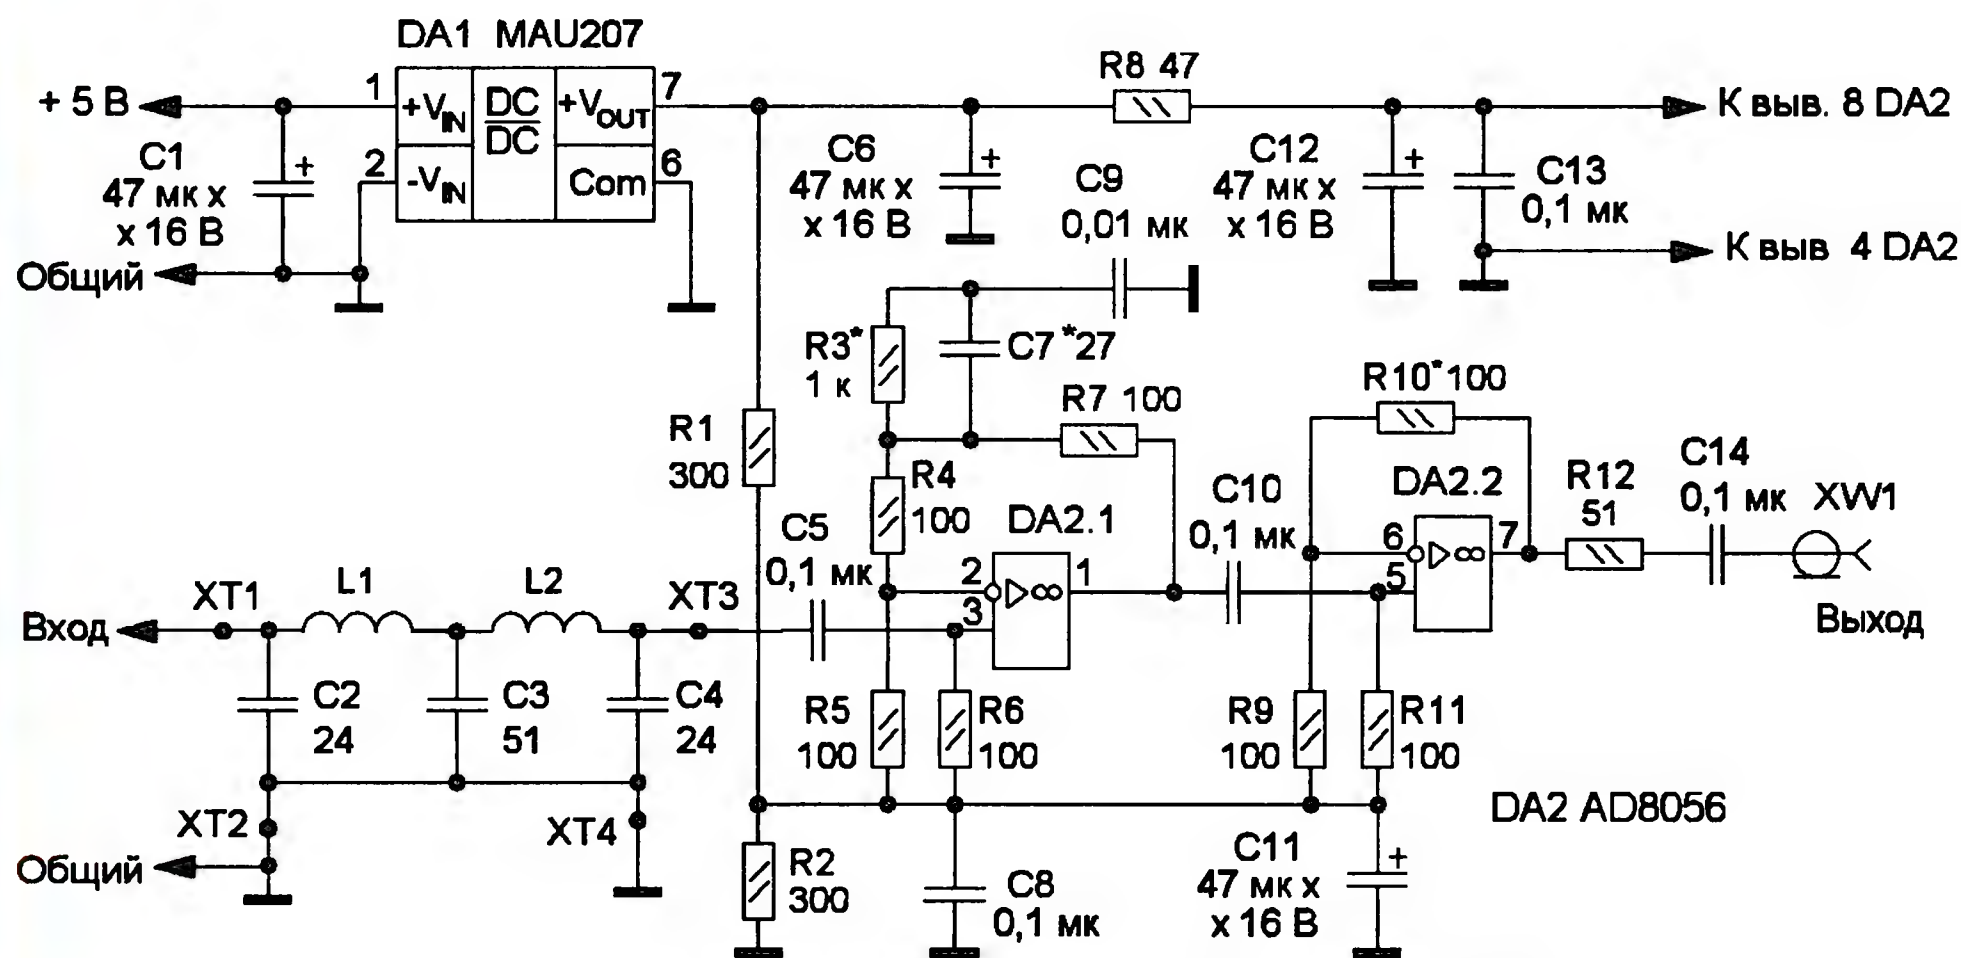 DA1 MAU207
+ 5 В
1
+V_IN
DC
DC
+V_OUT
7
2
-V_IN
Com
6
C1
47 мк x
x 16 В
Общий
R8 47
К выв. 8 DA2
C6
47 мк x
x 16 В
C9
0,01 мк
C12
47 мк x
x 16 В
C13
0,1 мк
К выв 4 DA2
R3*
1 к
C7*27
R7 100
R10*100
R1
300
R4
100
DA2.1
C10
0,1 мк
DA2.2
R12
51
C14
0,1 мк
XW1
Выход
C5
0,1 мк
2
3
▷∞
1
6
5
▷∞
7
Вход
XT1
L1
L2
XT3
C2
24
C3
51
C4
24
R5
100
R6
100
R9
100
R11
100
XT2
XT4
Общий
DA2 AD8056
R2
300
C8
0,1 мк
C11
47 мк x
x 16 В
+
+
+
+